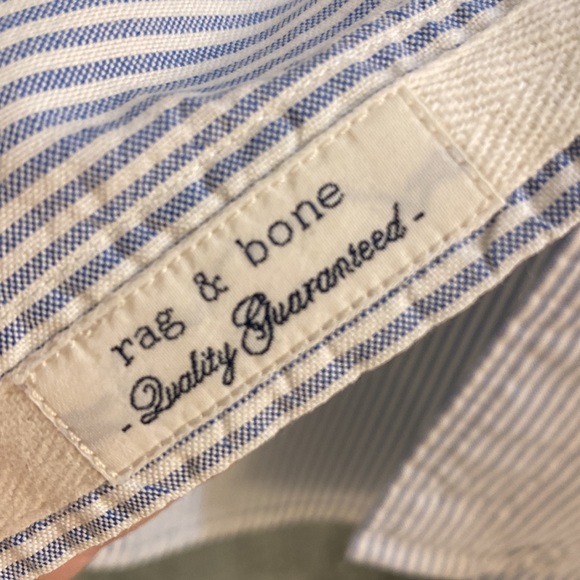 rag & bone
- Quality Guaranteed -